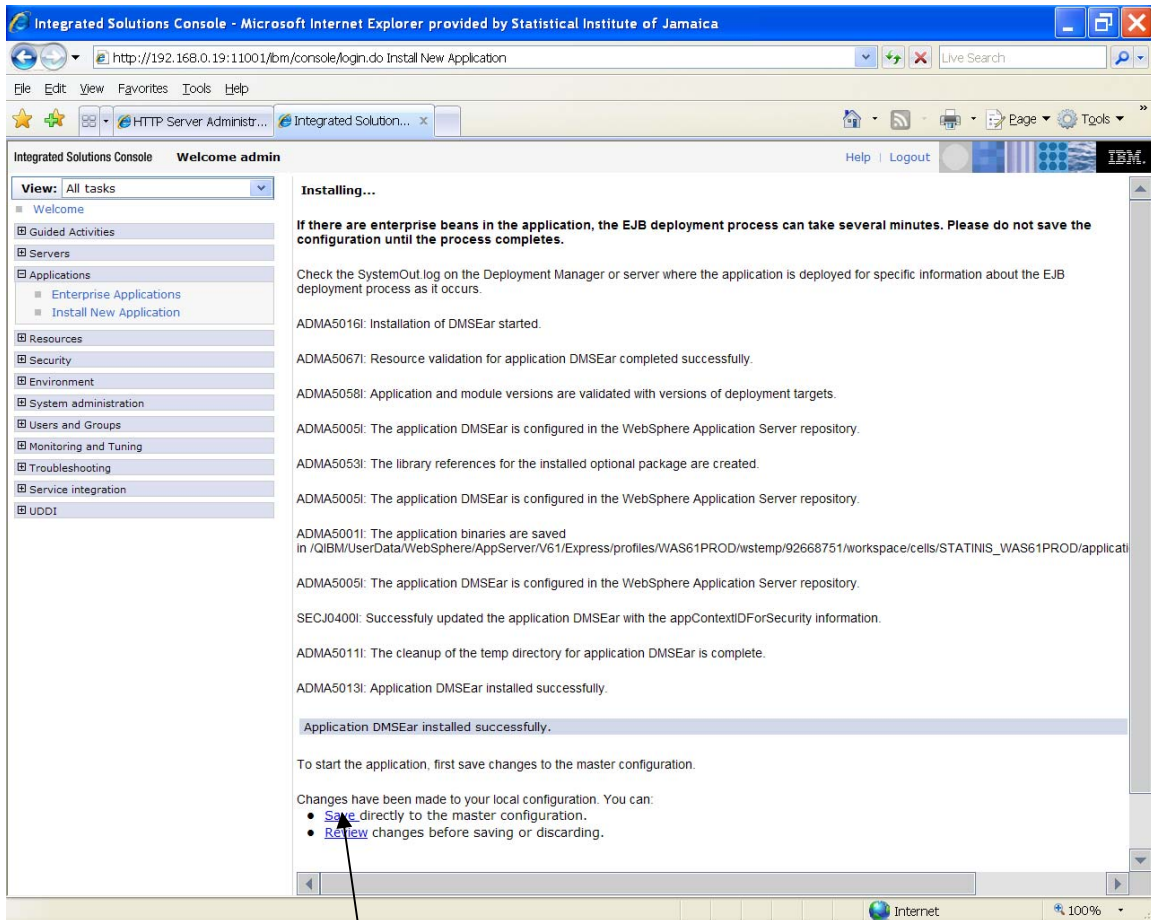 Integrated Solutions Console - Microsoft Internet Explorer provided by Statistical Institute of Jamaica
http://192.168.0.19:11001/ibm/console/login.do Install New Application
Live Search
File Edit View Favorites Tools Help
HTTP Server Administr...
Integrated Solution...
Page
Tools
Integrated Solutions Console Welcome admin
Help | Logout
IBM.
View: All tasks
Welcome
Guided Activities
Servers
Applications
Enterprise Applications
Install New Application
Resources
Security
Environment
System administration
Users and Groups
Monitoring and Tuning
Troubleshooting
Service integration
UDDI
Installing...
If there are enterprise beans in the application, the EJB deployment process can take several minutes. Please do not save the
configuration until the process completes.
Check the SystemOut.log on the Deployment Manager or server where the application is deployed for specific information about the EJB
deployment process as it occurs.
ADMA5016I: Installation of DMSEar started.
ADMA5067I: Resource validation for application DMSEar completed successfully.
ADMA5058I: Application and module versions are validated with versions of deployment targets.
ADMA5005I: The application DMSEar is configured in the WebSphere Application Server repository.
ADMA5053I: The library references for the installed optional package are created.
ADMA5005I: The application DMSEar is configured in the WebSphere Application Server repository.
ADMA5001I: The application binaries are saved
in /QIBM/UserData/WebSphere/AppServer/V61/Express/profiles/WAS61PROD/wstemp/92668751/workspace/cells/STATINIS_WAS61PROD/applicati
ADMA5005I: The application DMSEar is configured in the WebSphere Application Server repository.
SECJ0400I: Successfuly updated the application DMSEar with the appContextIDForSecurity information.
ADMA5011I: The cleanup of the temp directory for application DMSEar is complete.
ADMA5013I: Application DMSEar installed successfully.
Application DMSEar installed successfully.
To start the application, first save changes to the master configuration.
Changes have been made to your local configuration. You can:
Save directly to the master configuration.
Review changes before saving or discarding.
Internet
100%